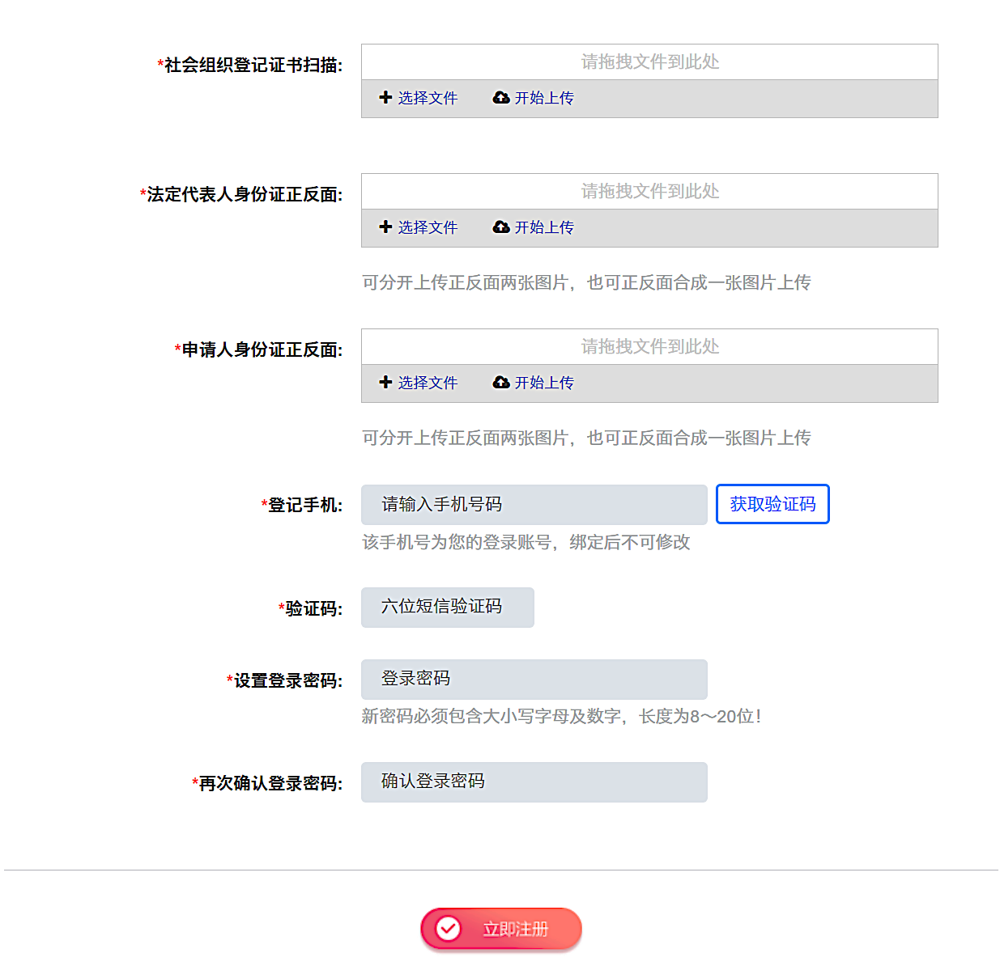 *社会组织登记证书扫描:
请拖拽文件到此处
选择文件 开始上传
*法定代表人身份证正反面:
请拖拽文件到此处
选择文件 开始上传
可分开上传正反面两张图片，也可正反面合成一张图片上传
*申请人身份证正反面:
请拖拽文件到此处
选择文件 开始上传
可分开上传正反面两张图片，也可正反面合成一张图片上传
*登记手机: 请输入手机号码 获取验证码
该手机号为您的登录账号，绑定后不可修改
*验证码: 六位短信验证码
*设置登录密码: 登录密码
新密码必须包含大小写字母及数字，长度为8～20位！
*再次确认登录密码: 确认登录密码
立即注册